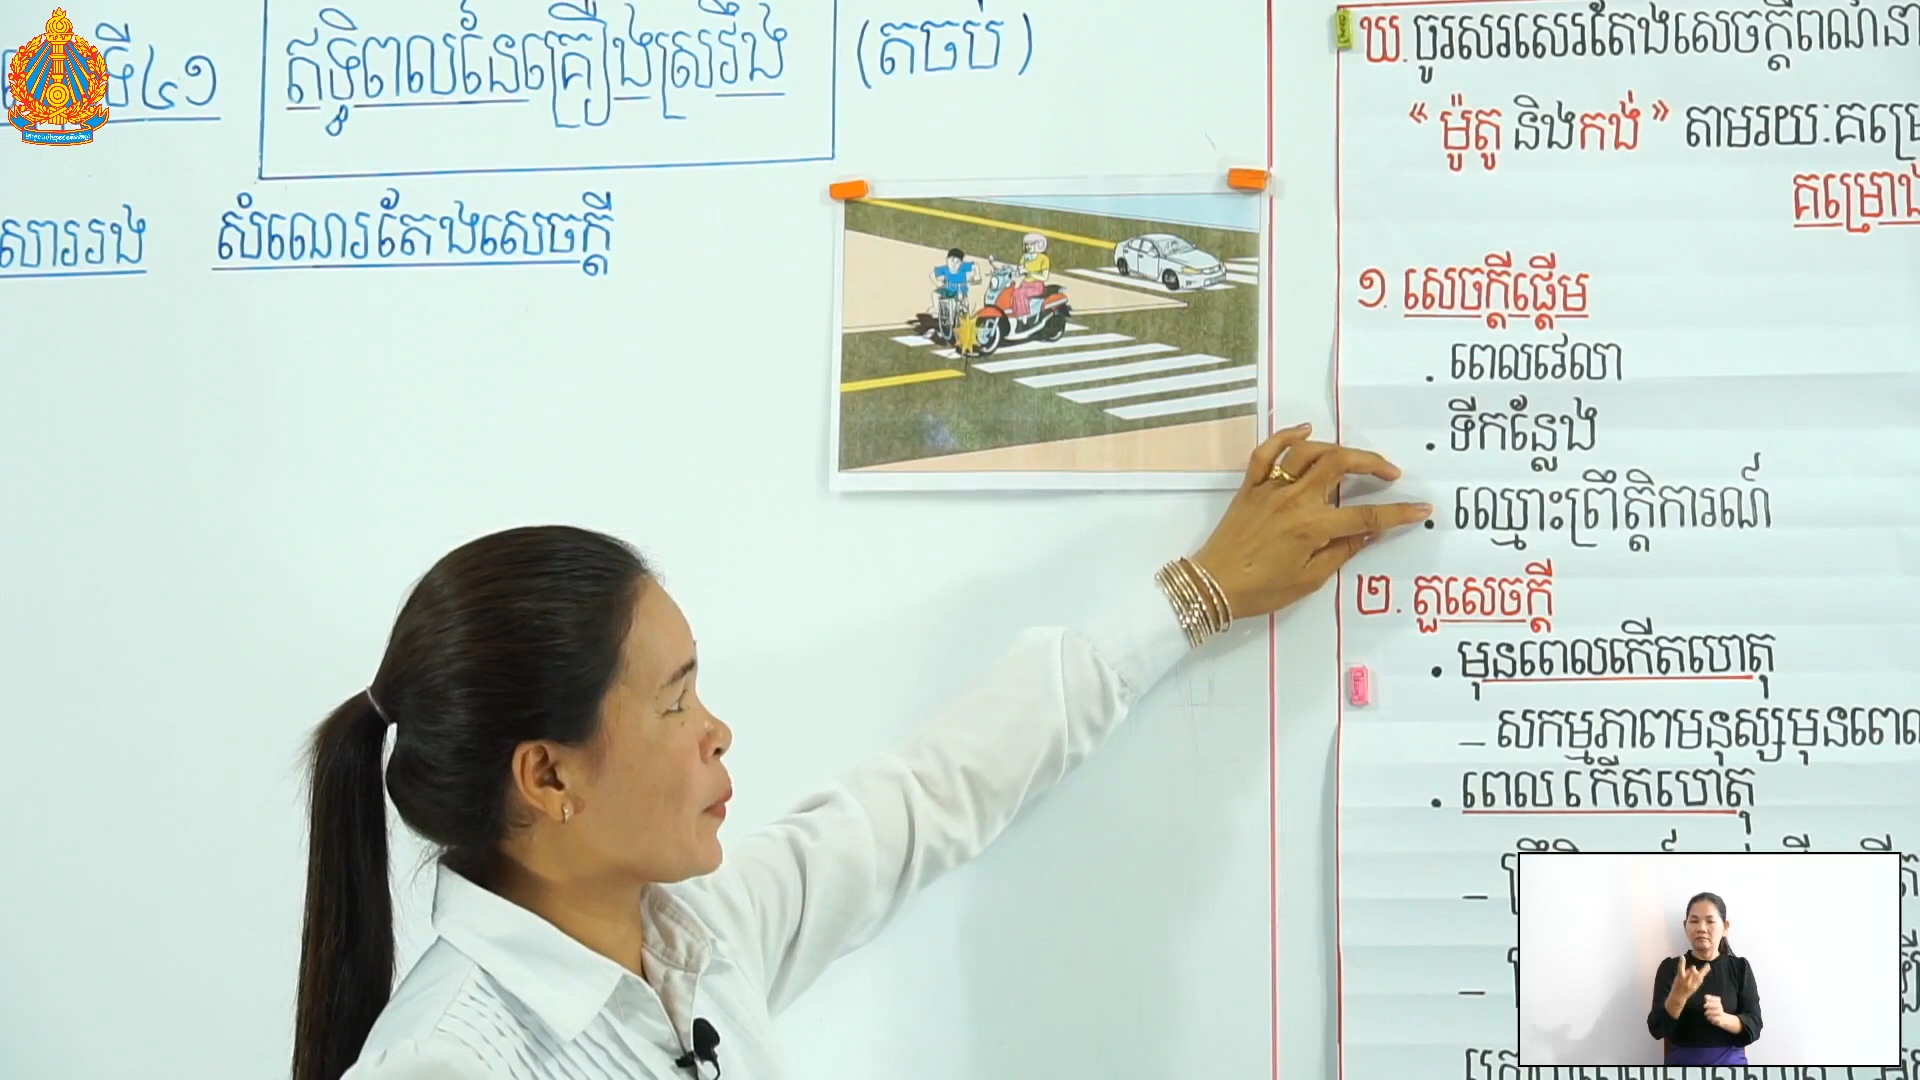 ទី៤១
ឥទ្ធិពលនៃគ្រឿងស្រវឹង
(តចប់)
សំណេរតែងសេចក្ដី
ឃ. ចូរសរសេរតែងសេចក្ដីពណ៌នា
“ម៉ូតូ និងកង់” តាមរយៈគម្រោ
គម្រោង
១. សេចក្ដីផ្ដើម
. ពេលវេលា
. ទីកន្លែង
. ឈ្មោះព្រឹត្តិការណ៍
២. តួសេចក្ដី
. មុនពេលកើតហេតុ
– សកម្មភាពមនុស្សមុនពេល
. ពេលកើតហេតុ